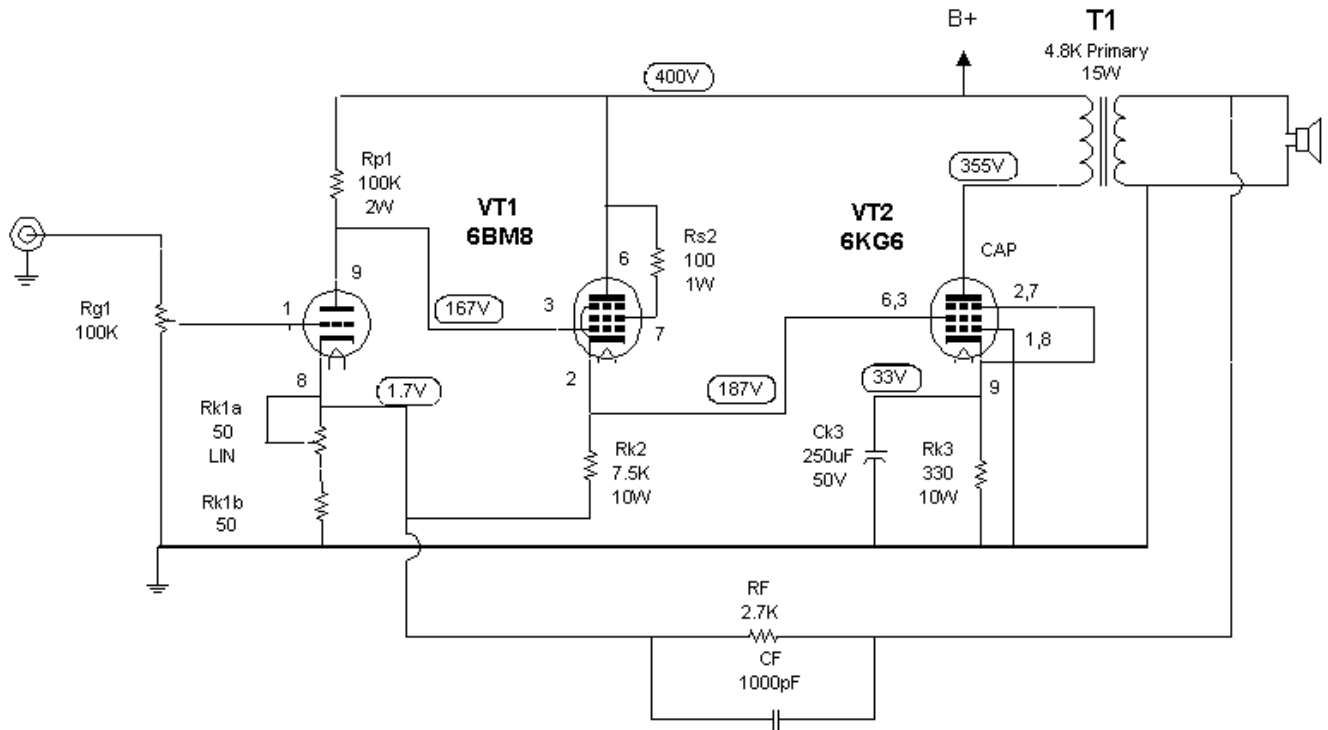 B+
T1
4.8K Primary
15W
400V
Rp1
100K
2W
355V
VT1
6BM8
VT2
6KG6
Rs2
100
1W
CAP
9
6
1
3
6,3
2,7
Rg1
100K
167V
7
1,8
8
2
1.7V
187V
33V
9
Rk1a
50
LIN
Rk2
7.5K
10W
Ck3
250uF
50V
Rk3
330
10W
Rk1b
50
RF
2.7K
CF
1000pF